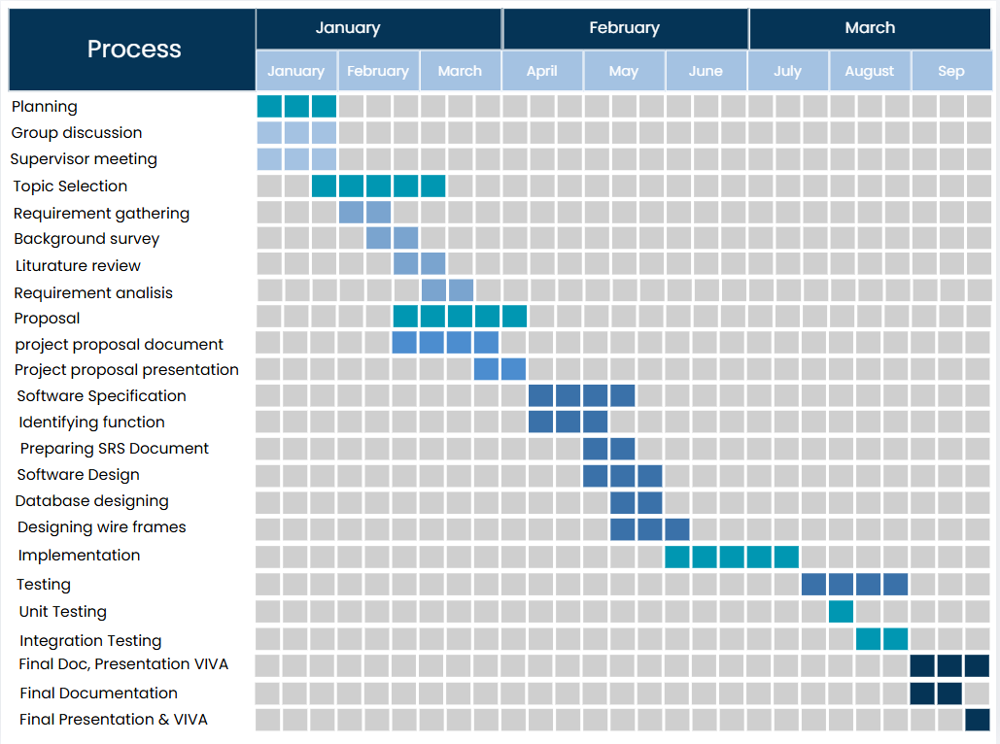 Process
January February March
January February March April May June July August Sep
Planning
Group discussion
Supervisor meeting
Topic Selection
Requirement gathering
Background survey
Liturature review
Requirement analisis
Proposal
project proposal document
Project proposal presentation
Software Specification
Identifying function
Preparing SRS Document
Software Design
Database designing
Designing wire frames
Implementation
Testing
Unit Testing
Integration Testing
Final Doc, Presentation VIVA
Final Documentation
Final Presentation & VIVA